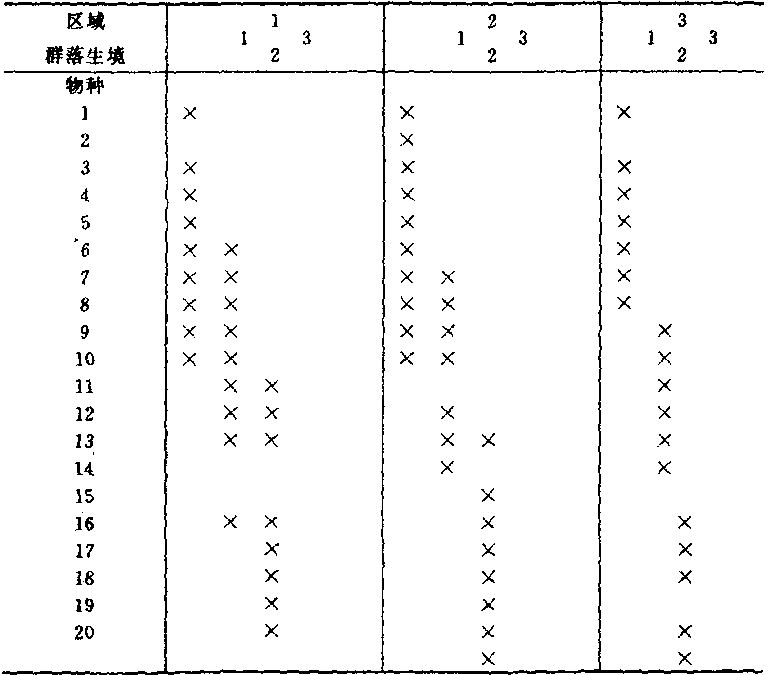 区域 1 2 3
1 3 1 3 1 3
群落生境 2 2 2
物种
1 × × ×
2 ×
3 × × ×
4 × × ×
5 × × ×
6 × × × ×
7 × × × × ×
8 × × × × ×
9 × × × × ×
10 × × × × ×
11 × × ×
12 × × × ×
13 × × × × ×
14 × ×
15 ×
16 × × × ×
17 × × ×
18 × × ×
19 × ×
20 × × ×
× ×